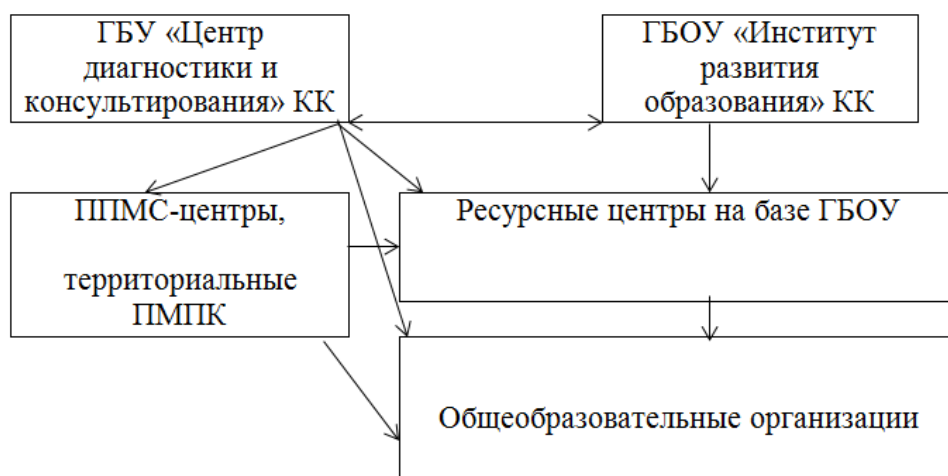 ГБУ «Центр
диагностики и
консультирования» КК
ГБОУ «Институт
развития
образования» КК
ППМС-центры,
территориальные
ПМПК
Ресурсные центры на базе ГБОУ
Общеобразовательные организации